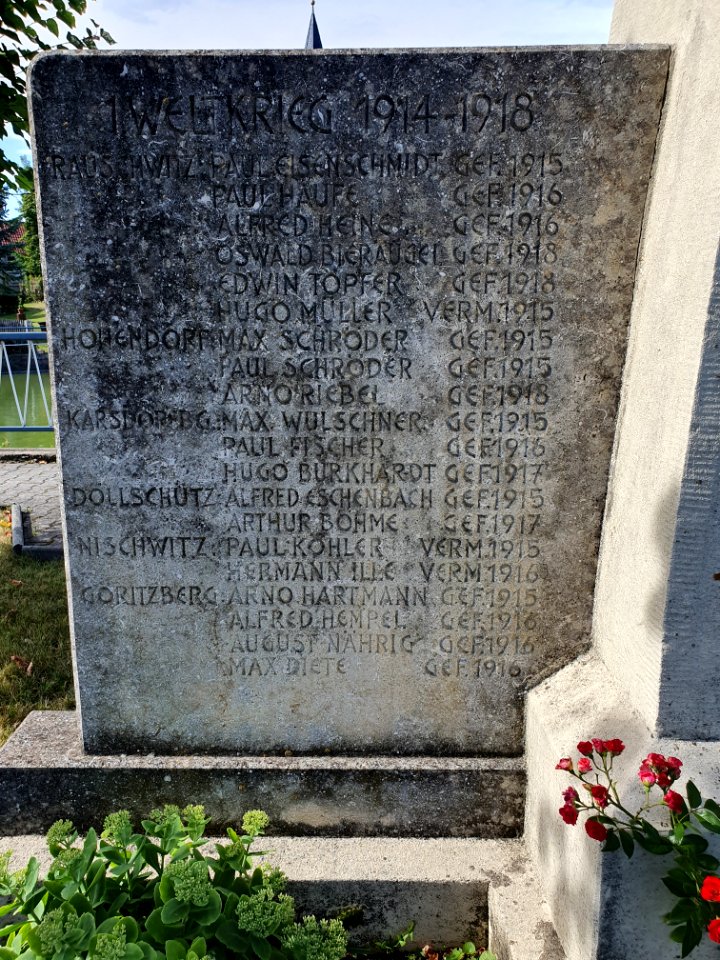 1. WELTKRIEG 1914-1918
RAUSCHWITZ: PAUL EISENSCHMIDT GEF. 1915
PAUL HAUFE GEF. 1916
ALFRED HEINE GEF. 1916
OSWALD BIERÄUGEL GEF. 1918
EDWIN TÖPFER GEF. 1918
HUGO MÜLLER VERM. 1915
HOHENDORF: MAX SCHRÖDER GEF. 1915
PAUL SCHRÖDER GEF. 1915
ARNO RIEBEL GEF. 1918
KARSDORFBG.: MAX WULSCHNER GEF. 1915
PAUL FISCHER GEF. 1916
HUGO BURKHARDT GEF. 1917
DÖLLSCHÜTZ: ALFRED ESCHENBACH GEF. 1915
ARTHUR BÖHME GEF. 1917
NISCHWITZ: PAUL KÖHLER VERM. 1915
HERMANN ILLE VERM. 1916
GÖRITZBERG: ARNO HARTMANN GEF. 1915
ALFRED HEMPEL GEF. 1916
AUGUST NÄHRIG GEF. 1916
MAX DIETE GEF. 1916